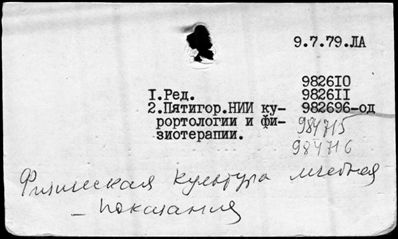 9.7.79.ЛА
982610
I.Ред. 982611
2.Пятигор.НИИ ку- 982696-од
рортологии и фи- 984715
зиотерапии. 984716
Физическая культура лечебная
- показания